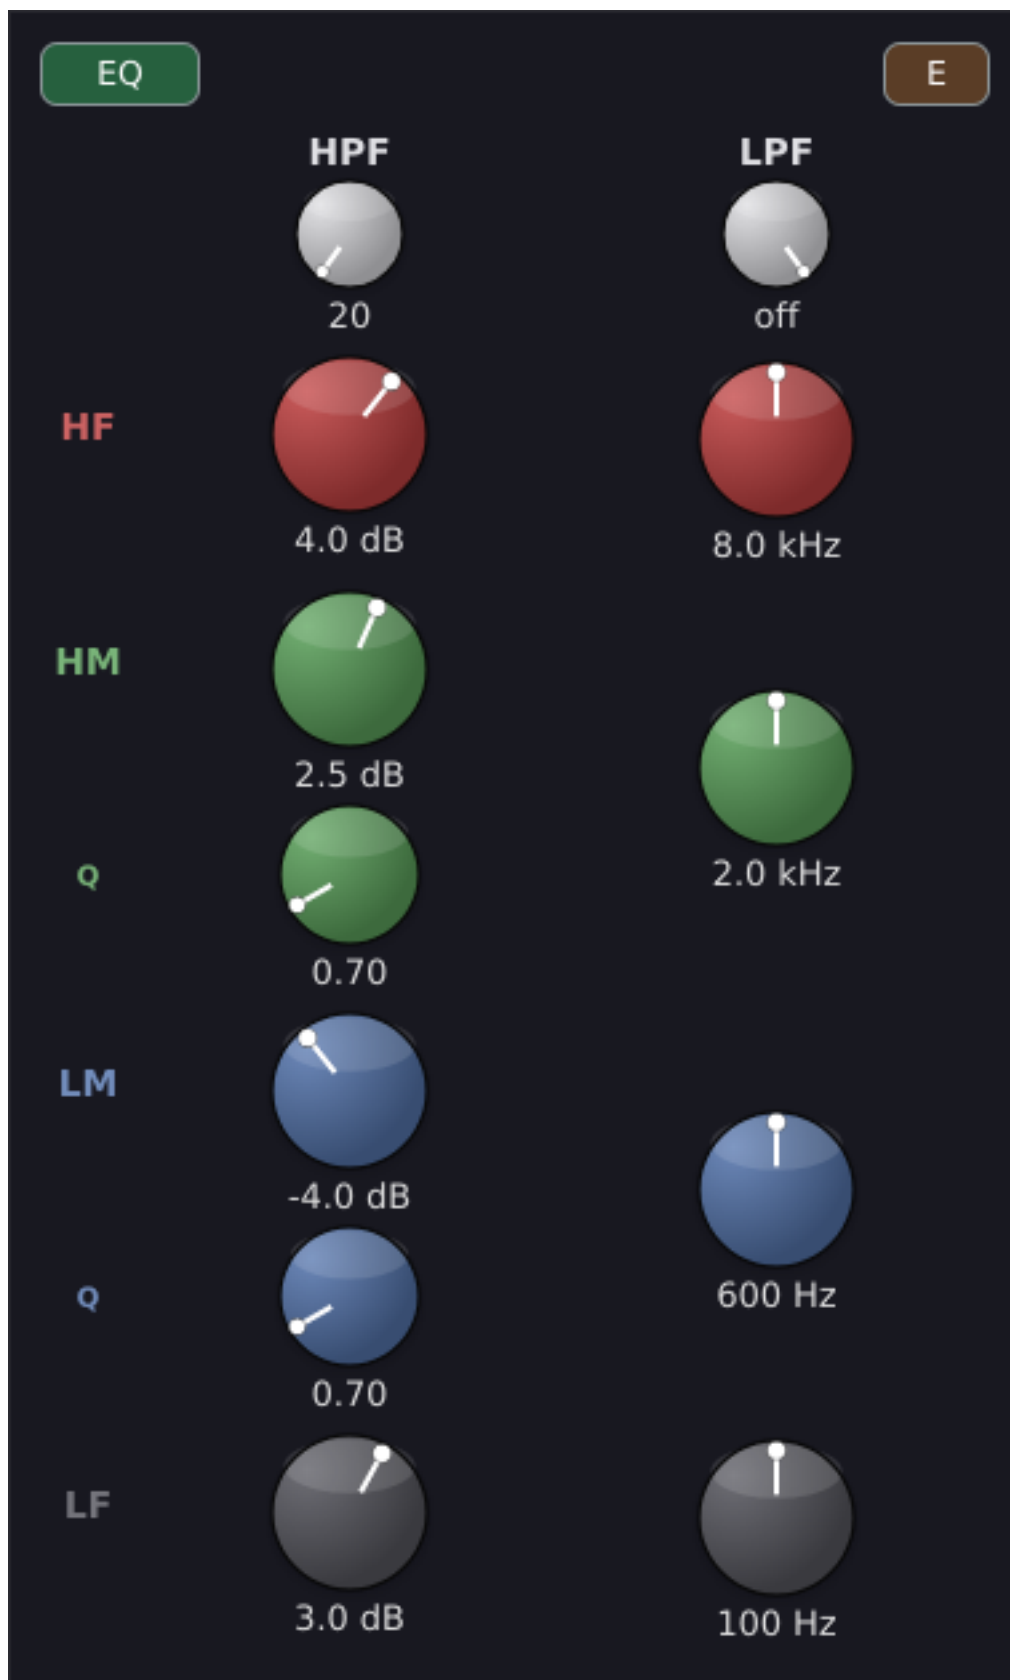 EQ E
HPF LPF
20 off
HF
4.0 dB 8.0 kHz
HM
2.5 dB
2.0 kHz
Q
0.70
LM
-4.0 dB
600 Hz
Q
0.70
LF
3.0 dB 100 Hz